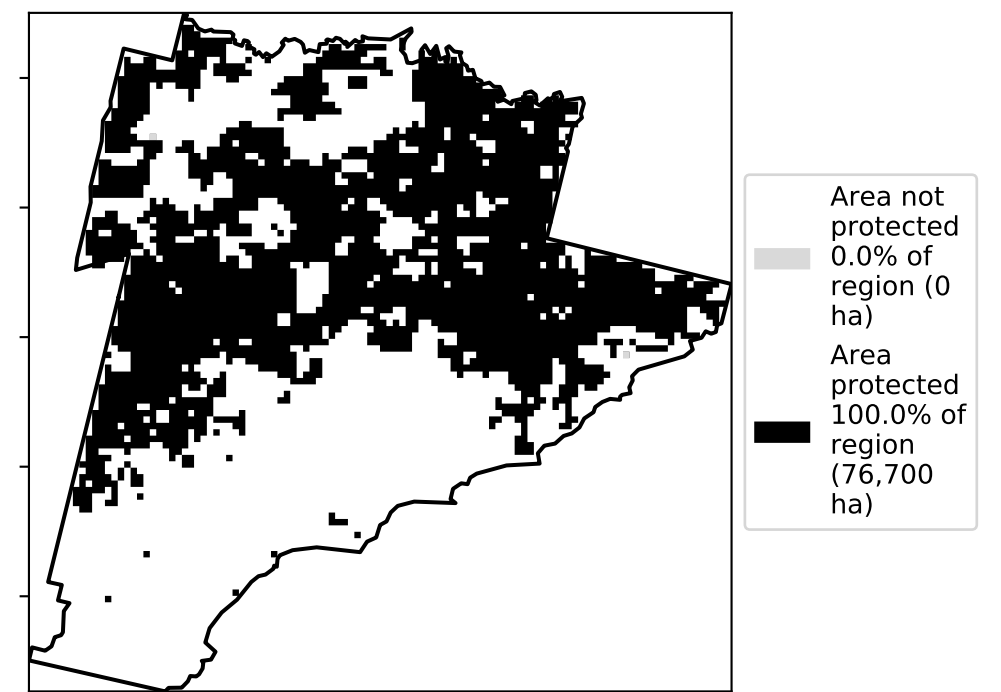 Area not
protected
0.0% of
region (0
ha)
Area
protected
100.0% of
region
(76,700
ha)